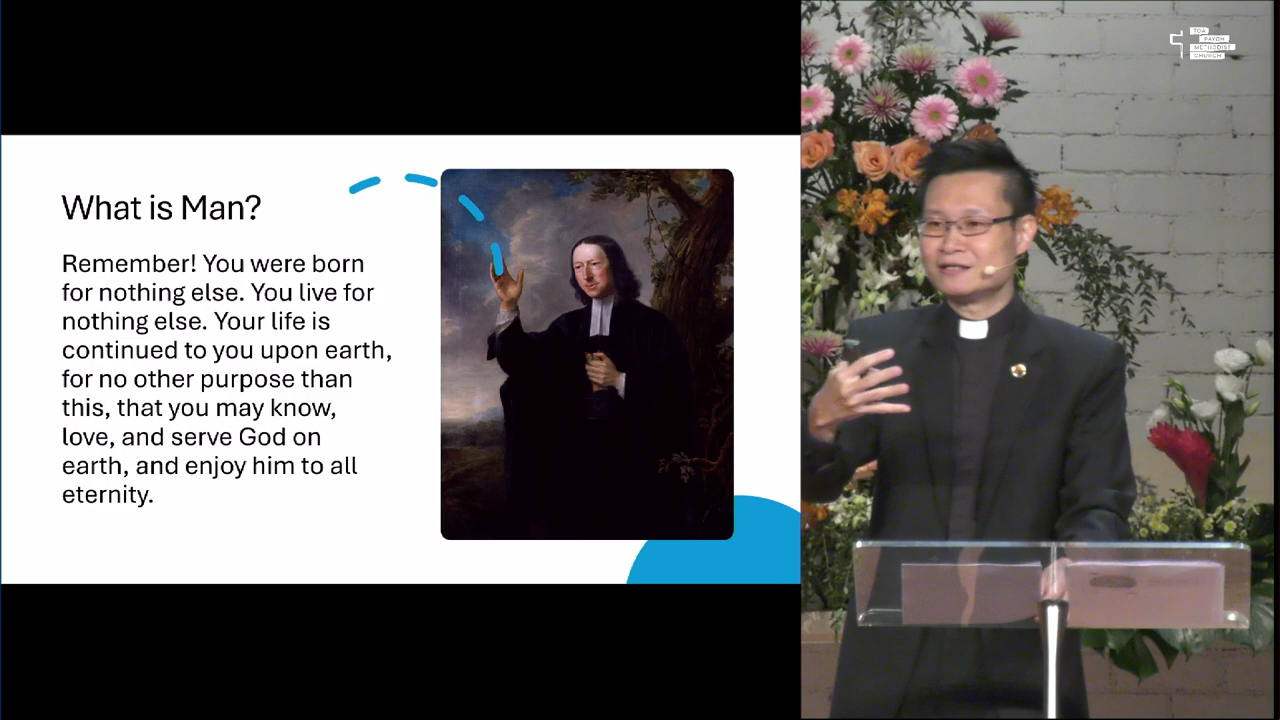 What is Man?
Remember! You were born
for nothing else. You live for
nothing else. Your life is
continued to you upon earth,
for no other purpose than
this, that you may know,
love, and serve God on
earth, and enjoy him to all
eternity.
TOA
PAYOH
METHODIST
CHURCH